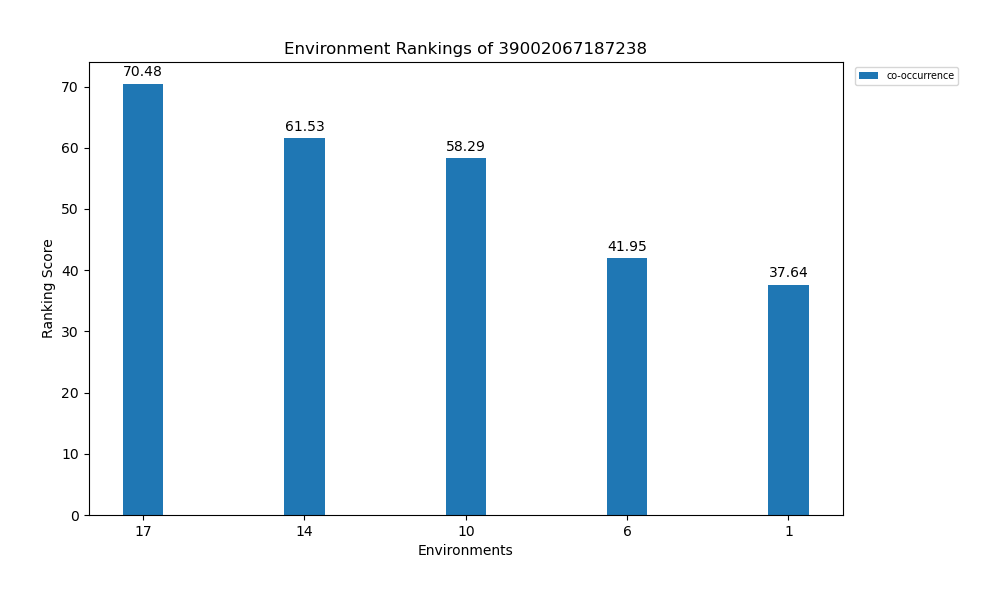 Environment Rankings of 39002067187238
co-occurrence
Ranking Score
70
60
50
40
30
20
10
0
70.48
61.53
58.29
41.95
37.64
17 14 10 6 1
Environments